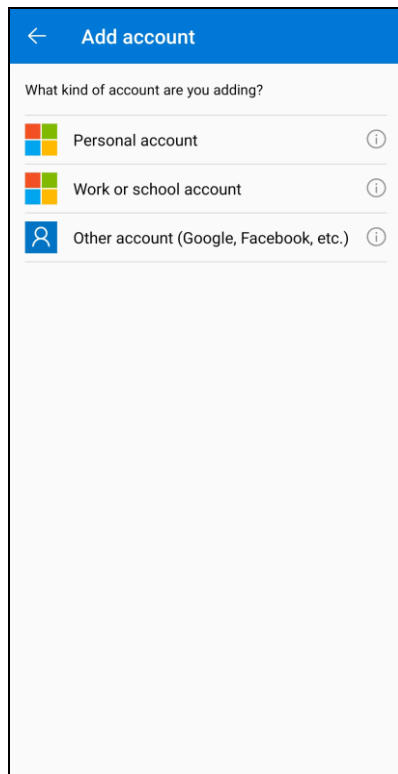 Add account
What kind of account are you adding?
Personal account
Work or school account
Other account (Google, Facebook, etc.)